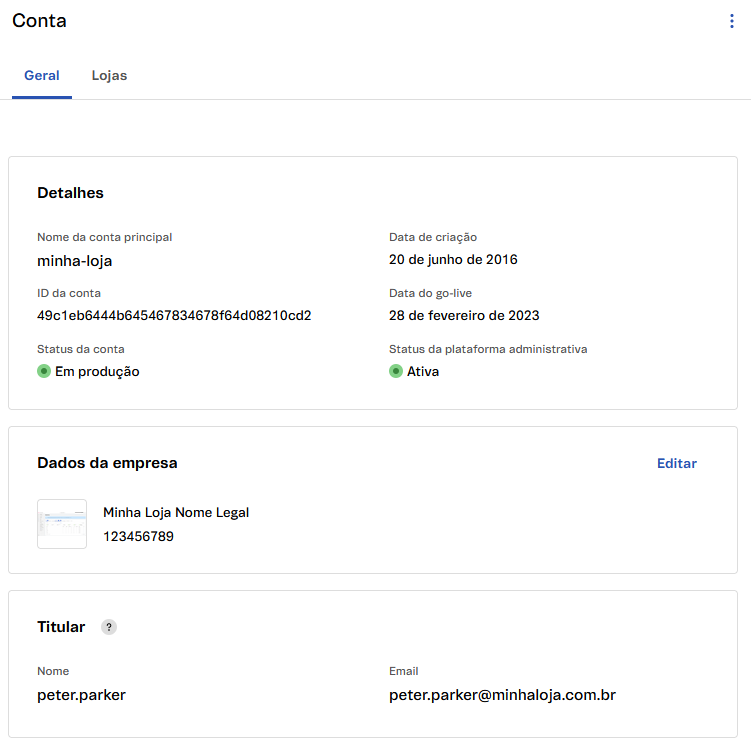 Conta
Geral Lojas
Detalhes
Nome da conta principal
minha-loja
Data de criação
20 de junho de 2016
ID da conta
49c1eb6444b645467834678f64d08210cd2
Data do go-live
28 de fevereiro de 2023
Status da conta
Em produção
Status da plataforma administrativa
Ativa
Dados da empresa
Editar
Minha Loja Nome Legal
123456789
Titular ?
Nome
peter.parker
Email
peter.parker@minhaloja.com.br